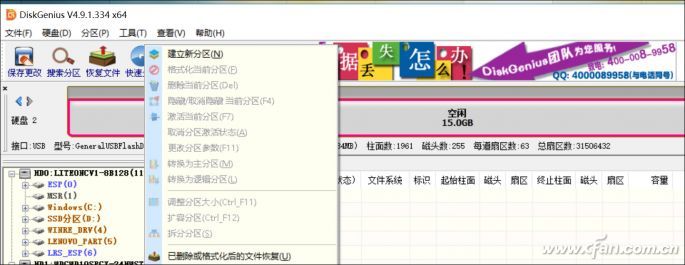 DiskGenius V4.9.1.334 x64
文件(F) 硬盘(D) 分区(P) 工具(T) 查看(V) 帮助(H)
保存更改 搜索分区 恢复文件 快速
据 丢 失 怎 么 办!
DiskGenius团队为您服务!
致电: 400-008-9958
QQ: 4000089958(与电话同号)
建立新分区(N)
格式化当前分区(F)
删除当前分区(Del)
隐藏/取消隐藏 当前分区(F4)
激活当前分区(F7)
取消分区激活状态(A)
更改分区参数(F11)
转换为主分区(M)
转换为逻辑分区(L)
调整分区大小(Ctrl_F11)
扩容分区(Ctrl_F12)
拆分分区(S)
已删除或格式化后的文件恢复(U)
硬盘 2
空闲
15.0GB
接口:USB 型号:GeneralUSBFlashD
柱面数:1961 磁头数:255 每道扇区数:63 总扇区数:31506432
HD0:LITEONCV1-8B128(11
ESP(0)
MSR(1)
Windows(C:)
SSD分区(D:)
WINRE_DRV(4)
LENOVO_PART(5)
LRS_ESP(6)
状态) 文件系统 标识 起始柱面 磁头 扇区 终止柱面 磁头 扇区 容量
www.cfan.com.cn